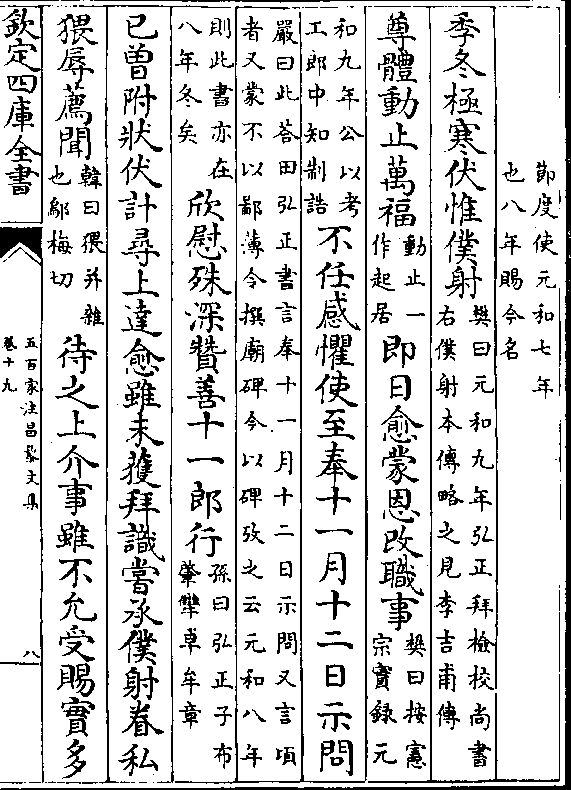 節度使元和七年
也八年賜今名
季冬極寒伏惟僕射樊曰元和九年弘正拜檢校尚書
右僕射本傳略之見李吉甫傳
尊體動止萬福動止一
作起居
即日愈蒙恩改職事樊曰按憲
宗實録元
和九年公以考
工郎中知制誥
不任感懼使至奉十一月十二日示問
嚴曰此荅田弘正書言奉十一月十二日示問又言頃
者又蒙不以鄙薄令撰廟碑今以碑攷之云元和八年
則此書亦在
八年冬矣
欣慰殊深贊善十一郎行孫曰弘正子布
肇犫卓牟章
已曾附狀伏計尋上達愈雖未獲拜識嘗承僕射眷私
猥辱薦聞韓曰猥并雜
也鄔梅切
待之上介事雖不允受賜實多
欽定四庫全書
五百家注昌黎文集
卷十九
八